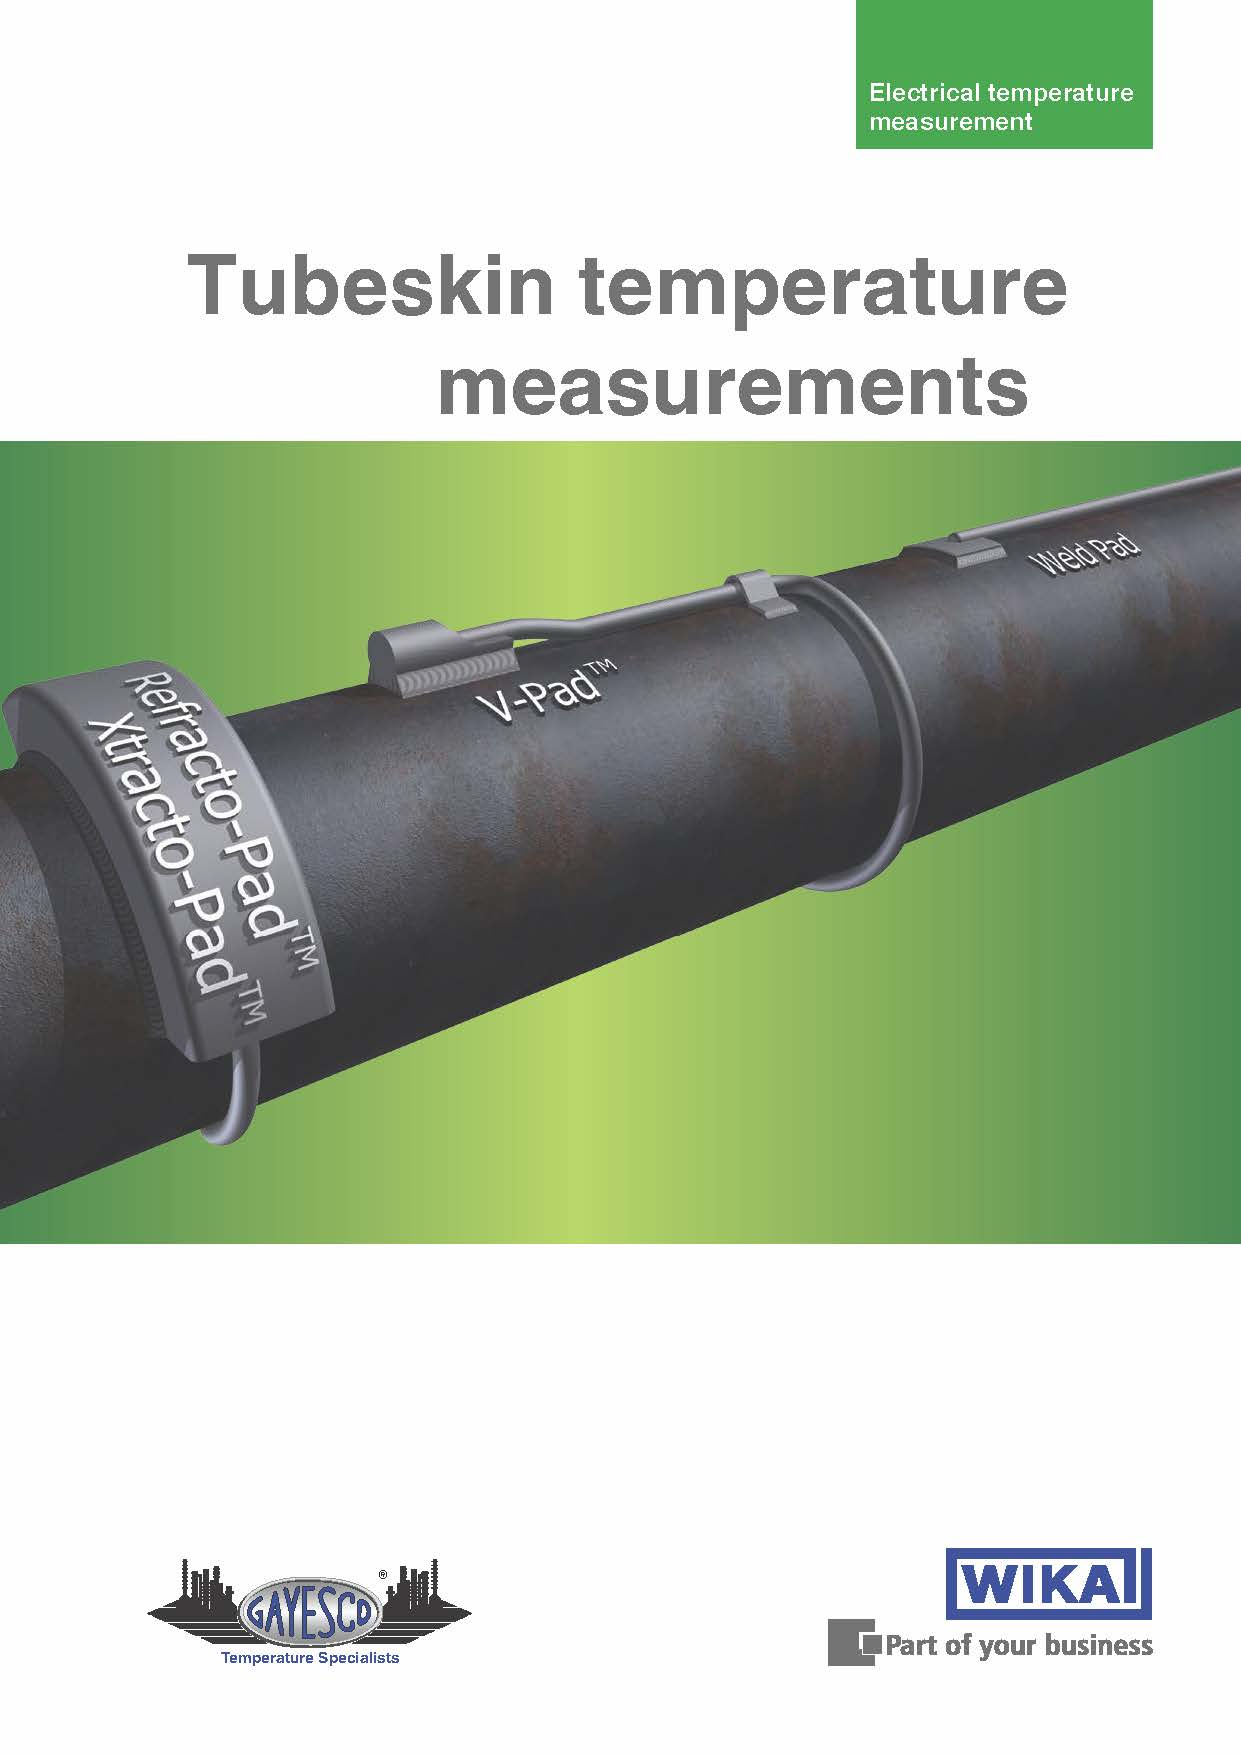 Electrical temperature
measurement
Tubeskin temperature
measurements
Weld Pad
V-Pad™
Refracto-Pad™
Xtracto-Pad™
GAYESCO®
Temperature Specialists
WIKA
Part of your business